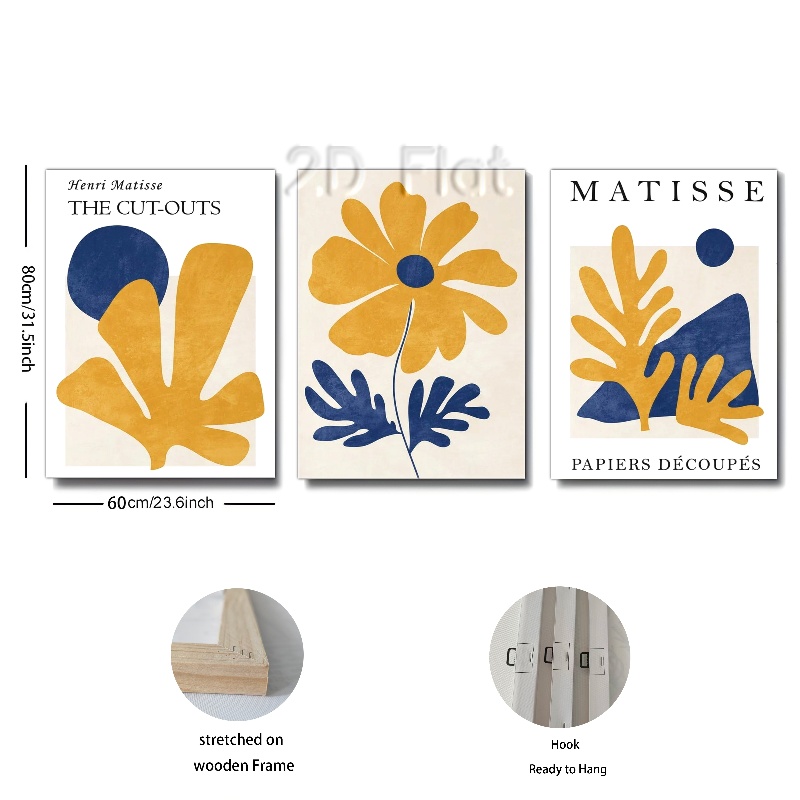 2D Flat
Henri Matisse
THE CUT-OUTS
MATISSE
PAPIERS DÉCOUPÉS
80cm/31.5inch
60cm/23.6inch
stretched on
wooden Frame
Hook
Ready to Hang